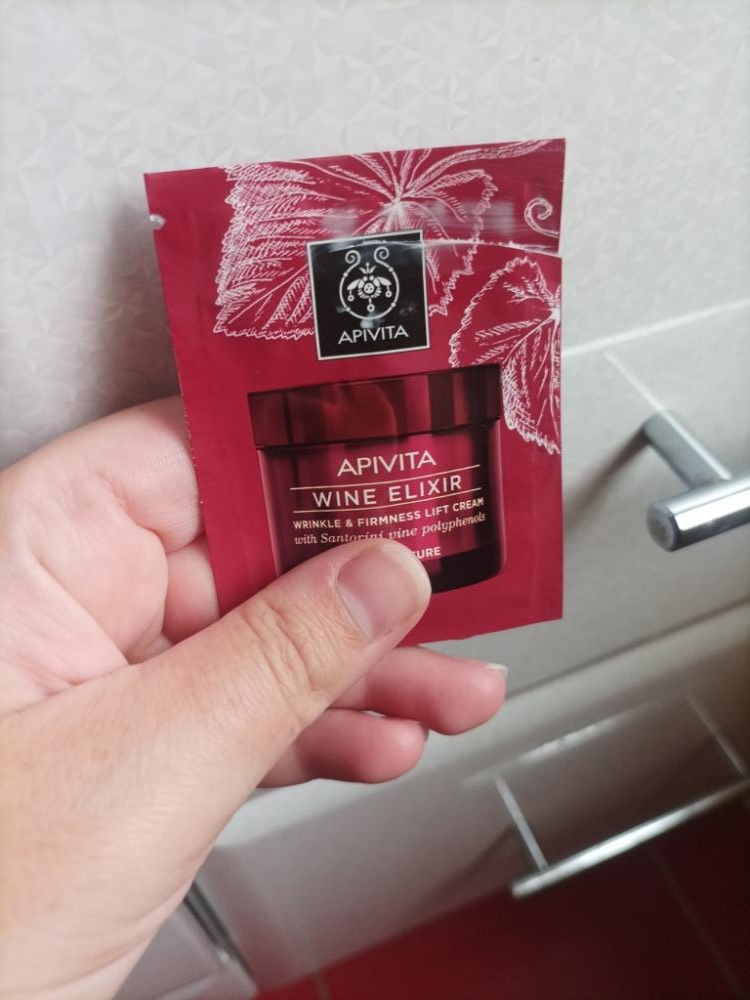 APIVITA
APIVITA
WINE ELIXIR
WRINKLE & FIRMNESS LIFT CREAM
with Santorini vine polyphenols